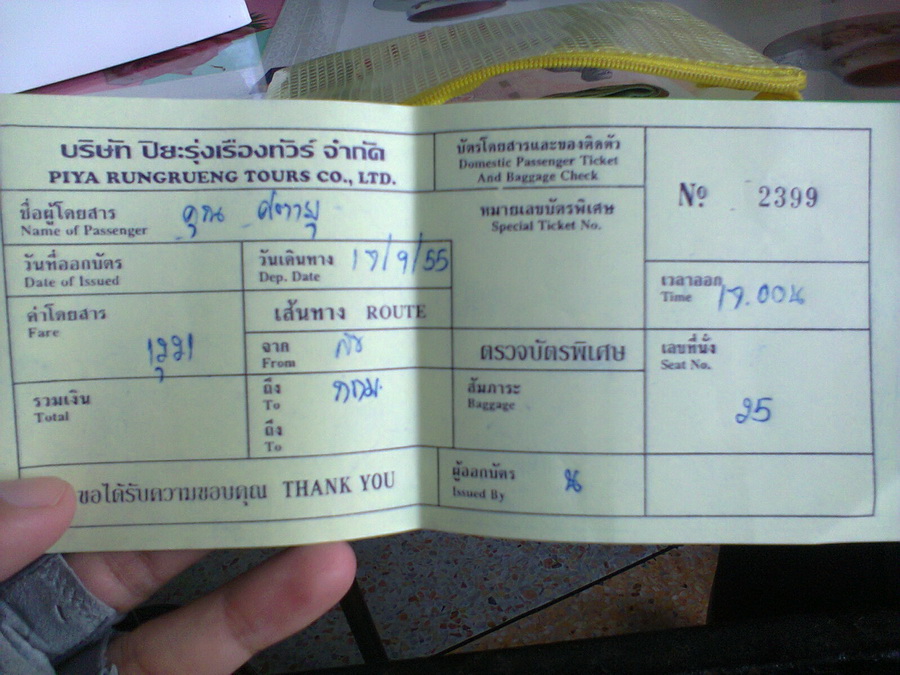 บริษัท ปิยะรุ่งเรืองทัวร์ จำกัด
PIYA RUNGRUENG TOURS CO., LTD.
บัตรโดยสารและของติดตัว
Domestic Passenger Ticket
And Baggage Check
Nº 2399
ชื่อผู้โดยสาร คุณ
Name of Passenger
หมายเลขบัตรพิเศษ
Special Ticket No.
วันที่ออกบัตร
Date of Issued
วันเดินทาง 17/9/55
Dep. Date
เวลาออก 17.00น
Time
ค่าโดยสาร
Fare
เส้นทาง ROUTE
จาก
From
ตรวจบัตรพิเศษ
เลขที่นั่ง
Seat No.
25
รวมเงิน
Total
ถึง กทม.
To
ถึง
To
สัมภาระ
Baggage
ขอได้รับความขอบคุณ THANK YOU
ผู้ออกบัตร
Issued By